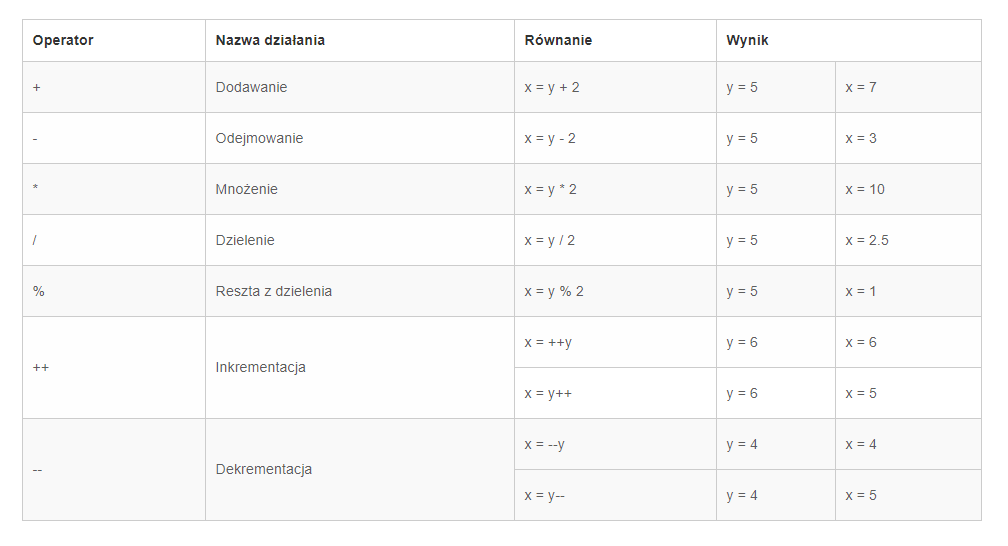 Operator Nazwa działania Równanie Wynik
+ Dodawanie x = y + 2 y = 5 x = 7
- Odejmowanie x = y - 2 y = 5 x = 3
* Mnożenie x = y * 2 y = 5 x = 10
/ Dzielenie x = y / 2 y = 5 x = 2.5
% Reszta z dzielenia x = y % 2 y = 5 x = 1
++ Inkrementacja x = ++y y = 6 x = 6
x = y++ y = 6 x = 5
-- Dekrementacja x = --y y = 4 x = 4
x = y-- y = 4 x = 5